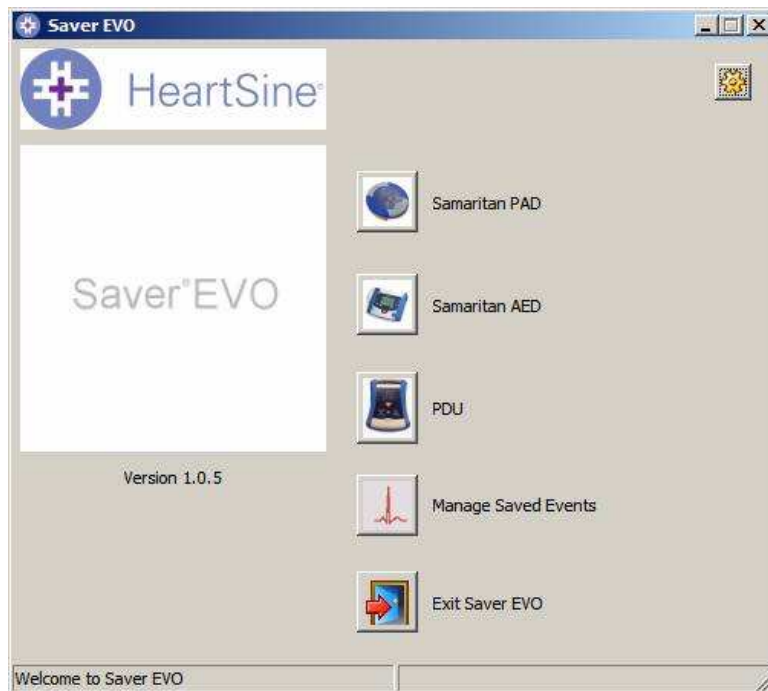 Saver EVO
HeartSine®
Saver®EVO
Version 1.0.5
Samaritan PAD
Samaritan AED
PDU
Manage Saved Events
Exit Saver EVO
Welcome to Saver EVO